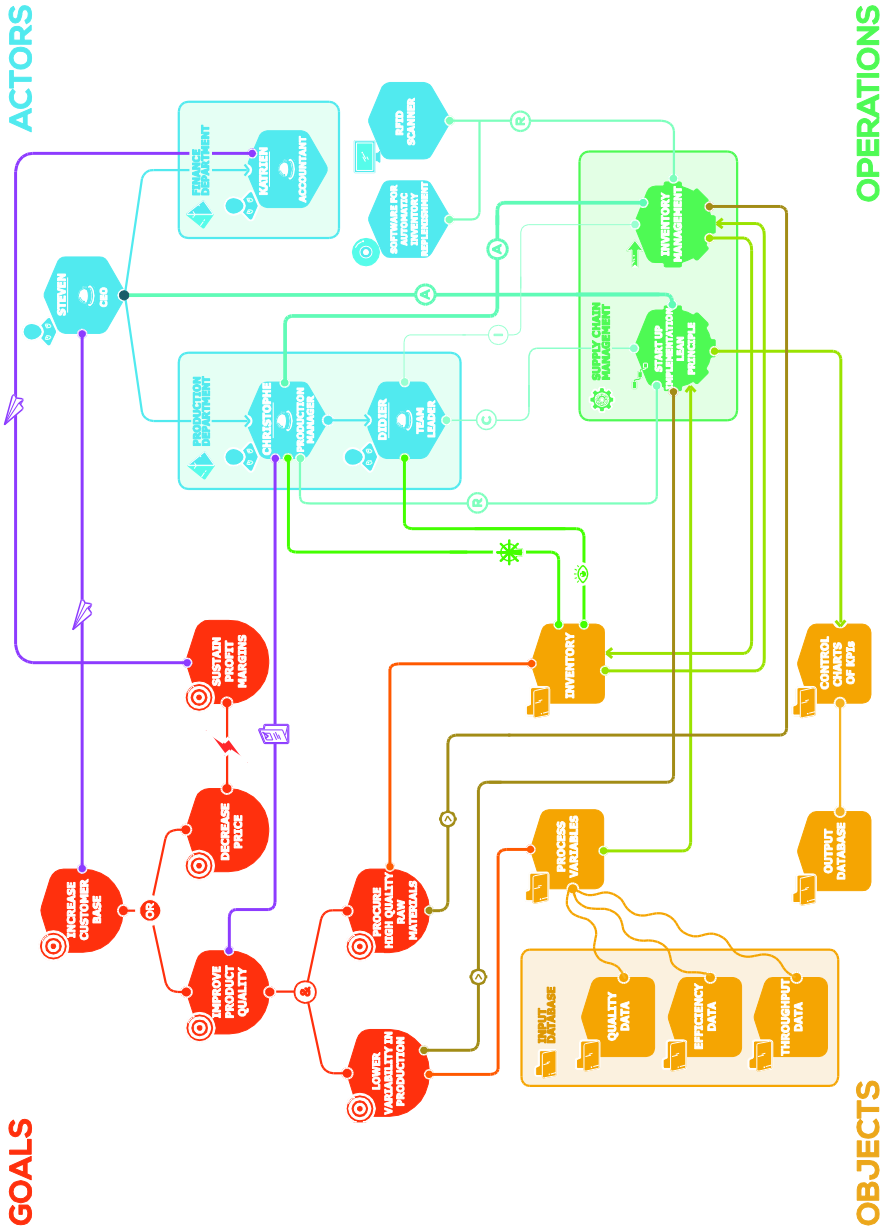 GOALS
ACTORS
INCREASE
CUSTOMER
BASE
OR
IMPROVE
PRODUCT
QUALITY
DECREASE
PRICE
SUSTAIN
PROFIT
MARGINS
&
LOWER
VARIABILITY IN
PRODUCTION
PROCURE
HIGH QUALITY
RAW
MATERIALS
STEVEN
CEO
PRODUCTION
DEPARTMENT
CHRISTOPHE
PRODUCTION
MANAGER
DIDIER
TEAM
LEADER
FINANCE
DEPARTMENT
KATRIEN
ACCOUNTANT
SOFTWARE FOR
AUTOMATIC
INVENTORY
REPLENISHMENT
RFID
SCANNER
R
C
I
A
A
R
INPUT
DATABASE
QUALITY
DATA
EFFICIENCY
DATA
THROUGHPUT
DATA
PROCESS
VARIABLES
INVENTORY
OUTPUT
DATABASE
CONTROL
CHARTS
OF KPIs
SUPPLY CHAIN
MANAGEMENT
START UP
IMPLEMENTATION
LEAN
PRINCIPLE
INVENTORY
MANAGEMENT
OBJECTS
OPERATIONS